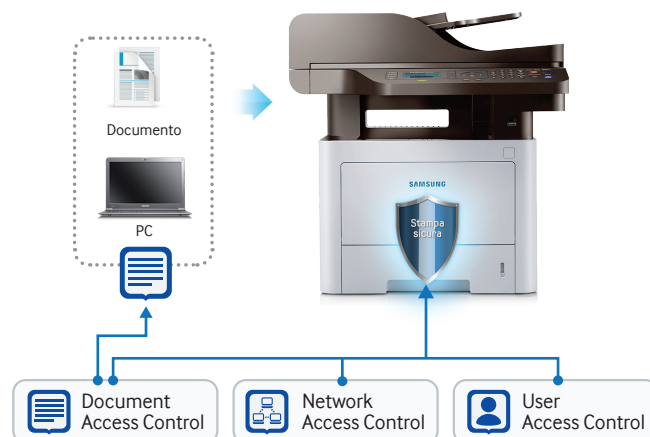 Documento
PC
SAMSUNG
Stampa
sicura
Document
Access Control
Network
Access Control
User
Access Control